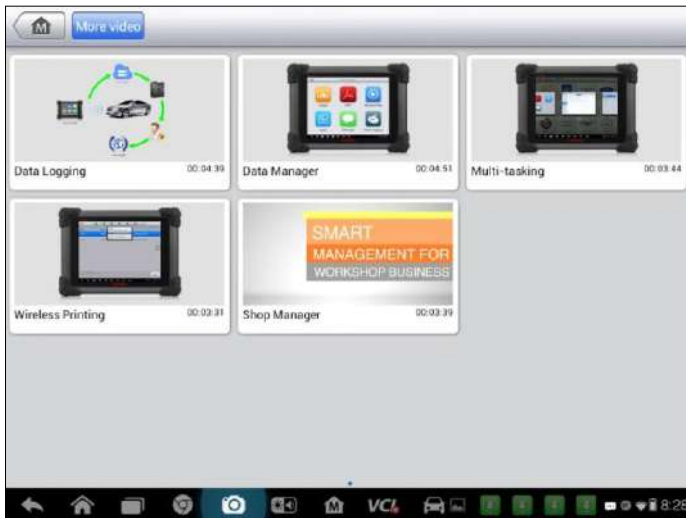 M
More video
Data Logging 00:04:39
Data Manager 00:04:51
Multi-tasking 00:03:44
SMART
MANAGEMENT FOR
WORKSHOP BUSINESS
Wireless Printing 00:03:31
Shop Manager 00:03:39
M VCI 8:28